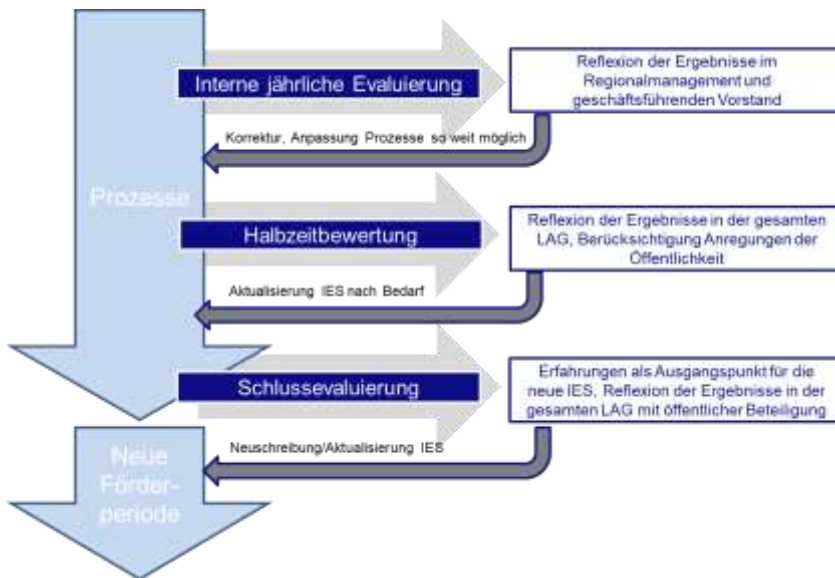 Interne jährliche Evaluierung
Reflexion der Ergebnisse im
Regionalmanagement und
geschäftsführenden Vorstand
Korrektur, Anpassung Prozesse so weit möglich
Prozesse
Halbzeitbewertung
Reflexion der Ergebnisse in der gesamten
LAG, Berücksichtigung Anregungen der
Öffentlichkeit
Aktualisierung IES nach Bedarf
Schlussevaluierung
Erfahrungen als Ausgangspunkt für die
neue IES, Reflexion der Ergebnisse in der
gesamten LAG mit öffentlicher Beteiligung
Neuschreibung/Aktualisierung IES
Neue
Förder-
periode